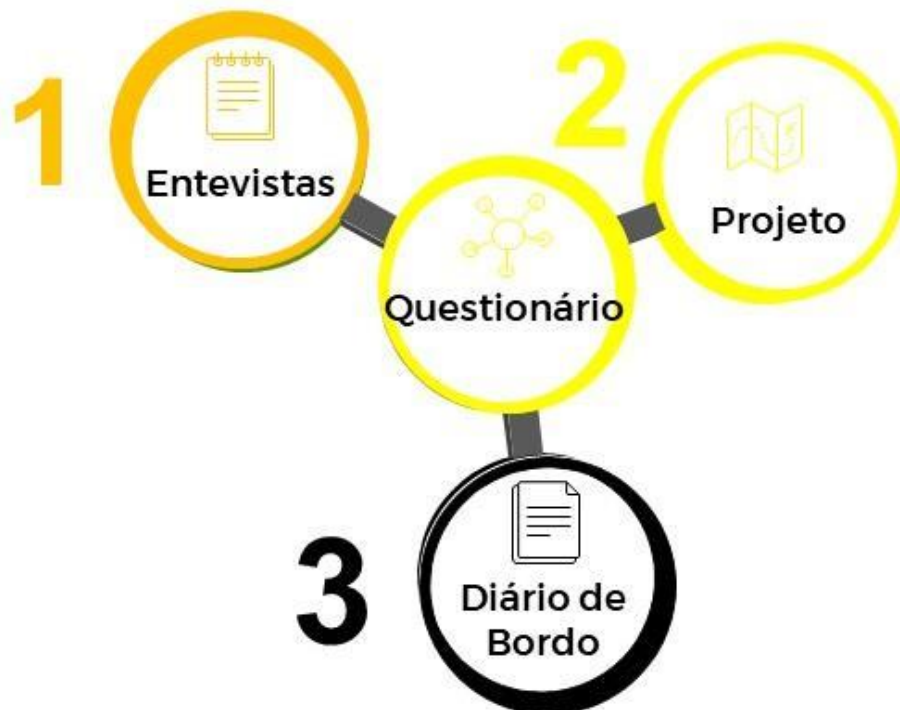 1
Entevistas
2
Projeto
Questionário
3
Diário de
Bordo